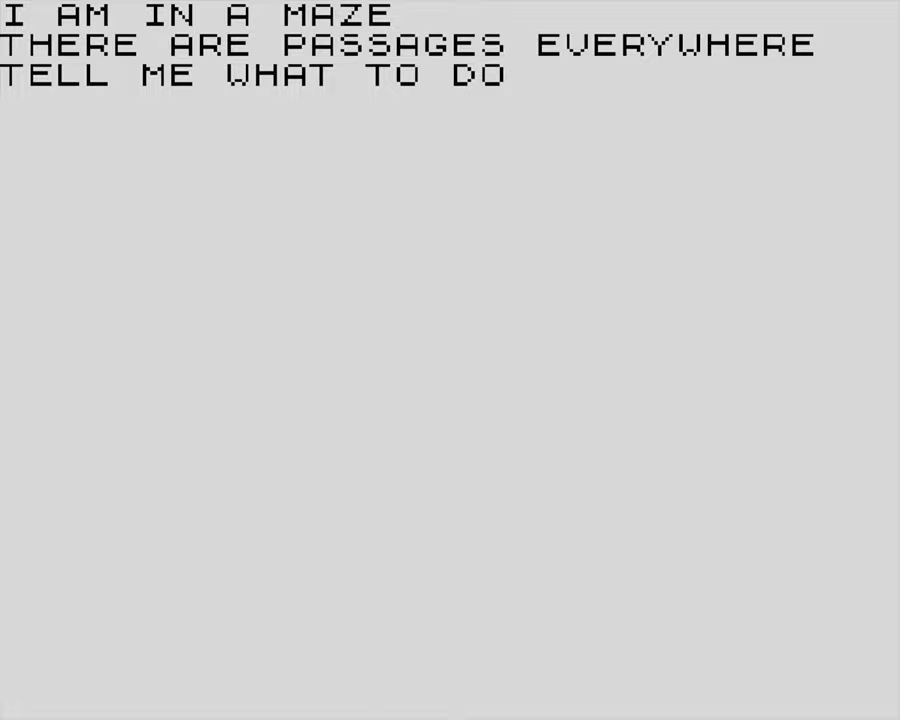 I AM IN A MAZE
THERE ARE PASSAGES EVERYWHERE
TELL ME WHAT TO DO